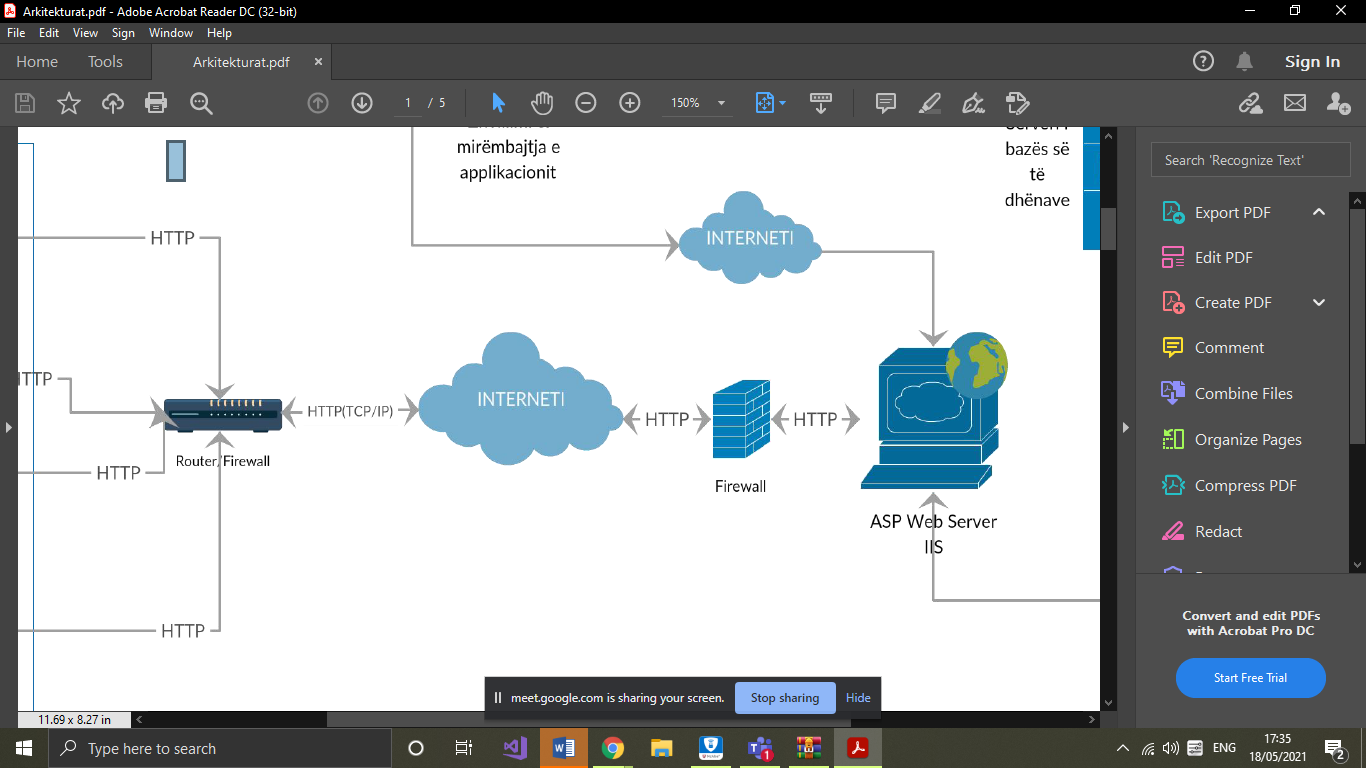 Arkitekturat.pdf - Adobe Acrobat Reader DC (32-bit)
File Edit View Sign Window Help
Home Tools Arkitekturat.pdf × Sign In
1 / 5 150%
mirëmbajtja e
applikacionit
bazës së
të
dhënave
HTTP
INTERNETI
HTTP
INTERNETI
HTTP(TCP/IP)
HTTP
HTTP
Router/Firewall
HTTP
Firewall
ASP Web Server
IIS
HTTP
Search 'Recognize Text'
Export PDF
Edit PDF
Create PDF
Comment
Combine Files
Organize Pages
Compress PDF
Redact
Convert and edit PDFs
with Acrobat Pro DC
Start Free Trial
meet.google.com is sharing your screen. Stop sharing Hide
11.69 x 8.27 in
Type here to search
1
ENG
17:35
18/05/2021
2